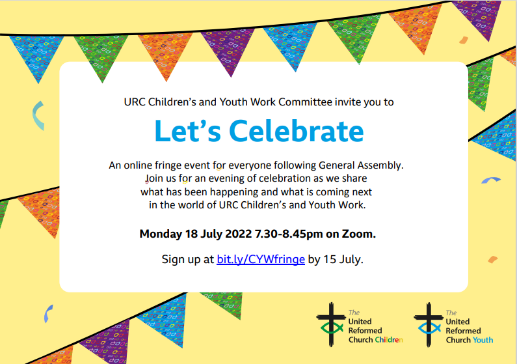 URC Children's and Youth Work Committee invite you to
Let's Celebrate
An online fringe event for everyone following General Assembly.
Join us for an evening of celebration as we share
what has been happening and what is coming next
in the world of URC Children's and Youth Work.
Monday 18 July 2022 7.30-8.45pm on Zoom.
Sign up at bit.ly/CYWfringe by 15 July.
The
United
Reformed
Church Children
The
United
Reformed
Church Youth